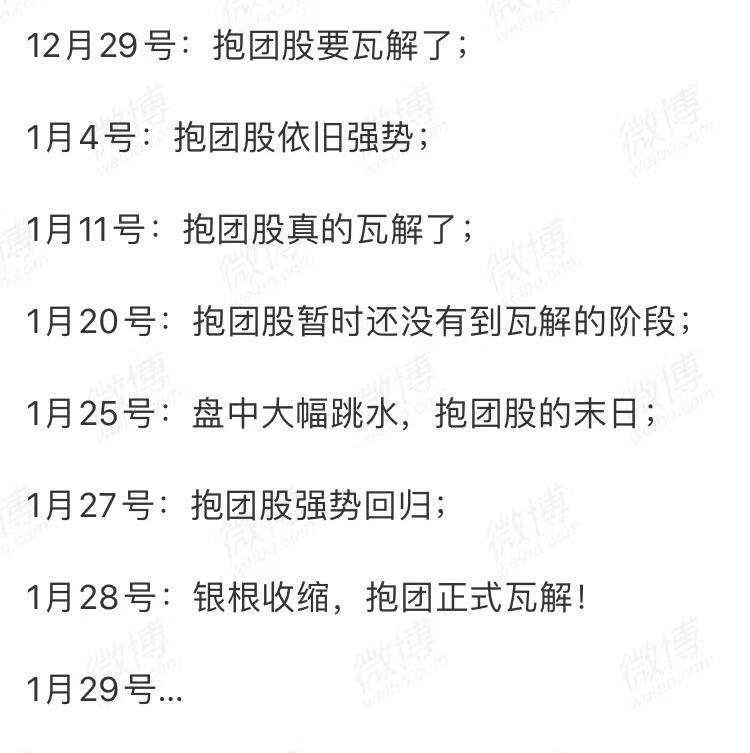 12月29号：抱团股要瓦解了；
1月4号：抱团股依旧强势；
1月11号：抱团股真的瓦解了；
1月20号：抱团股暂时还没有到瓦解的阶段；
1月25号：盘中大幅跳水，抱团股的末日；
1月27号：抱团股强势回归；
1月28号：银根收缩，抱团正式瓦解！
1月29号...